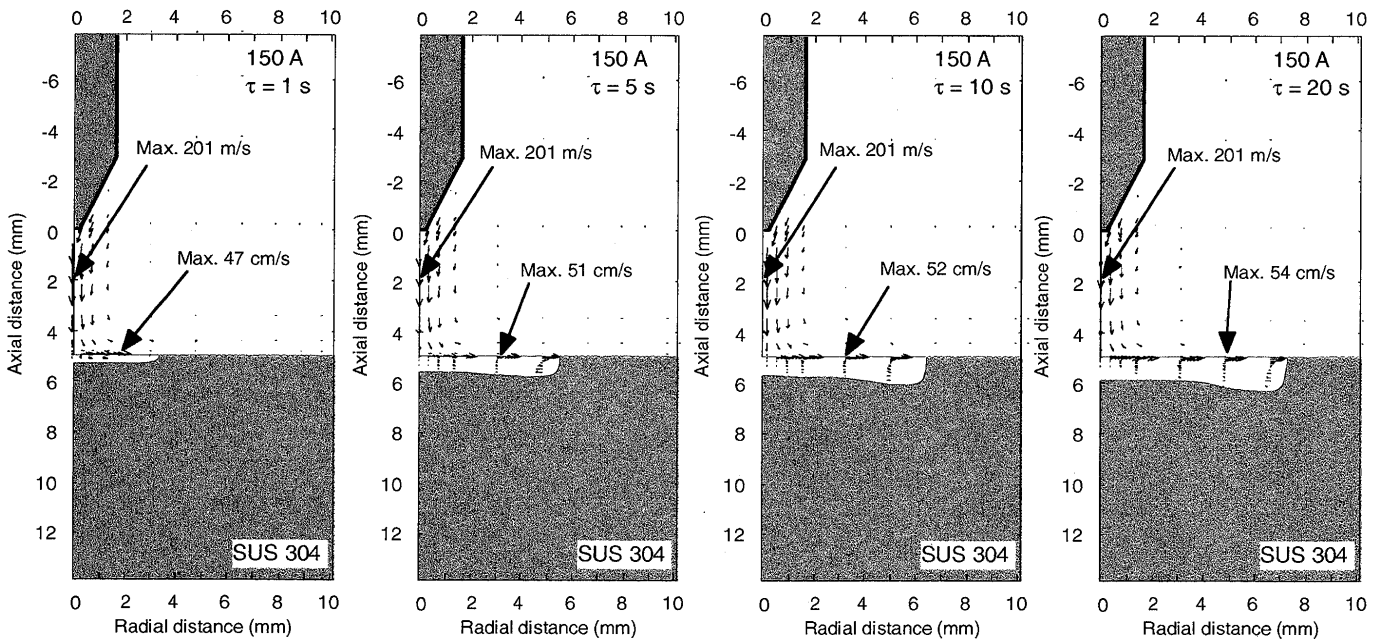 0 2 4 6 8 10
150 A
τ = 1 s
-6
-4
Max. 201 m/s
-2
0
Max. 47 cm/s
2
4
6
8
10
12
Axial distance (mm)
SUS 304
0 2 4 6 8 10
Radial distance (mm)
0 2 4 6 8 10
150 A
τ = 5 s
-6
-4
Max. 201 m/s
-2
0
Max. 51 cm/s
2
4
6
8
10
12
Axial distance (mm)
SUS 304
0 2 4 6 8 10
Radial distance (mm)
0 2 4 6 8 10
150 A
τ = 10 s
-6
-4
Max. 201 m/s
-2
0
Max. 52 cm/s
2
4
6
8
10
12
Axial distance (mm)
SUS 304
0 2 4 6 8 10
Radial distance (mm)
0 2 4 6 8 10
150 A
τ = 20 s
-6
-4
Max. 201 m/s
-2
0
Max. 54 cm/s
2
4
6
8
10
12
Axial distance (mm)
SUS 304
0 2 4 6 8 10
Radial distance (mm)